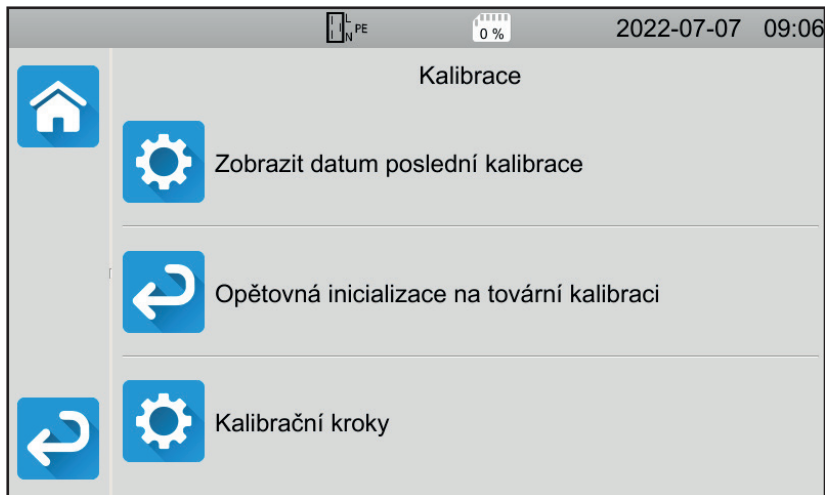 L
N PE
0 %
2022-07-07 09:06
Kalibrace
Zobrazit datum poslední kalibrace
Opětovná inicializace na tovární kalibraci
Kalibrační kroky